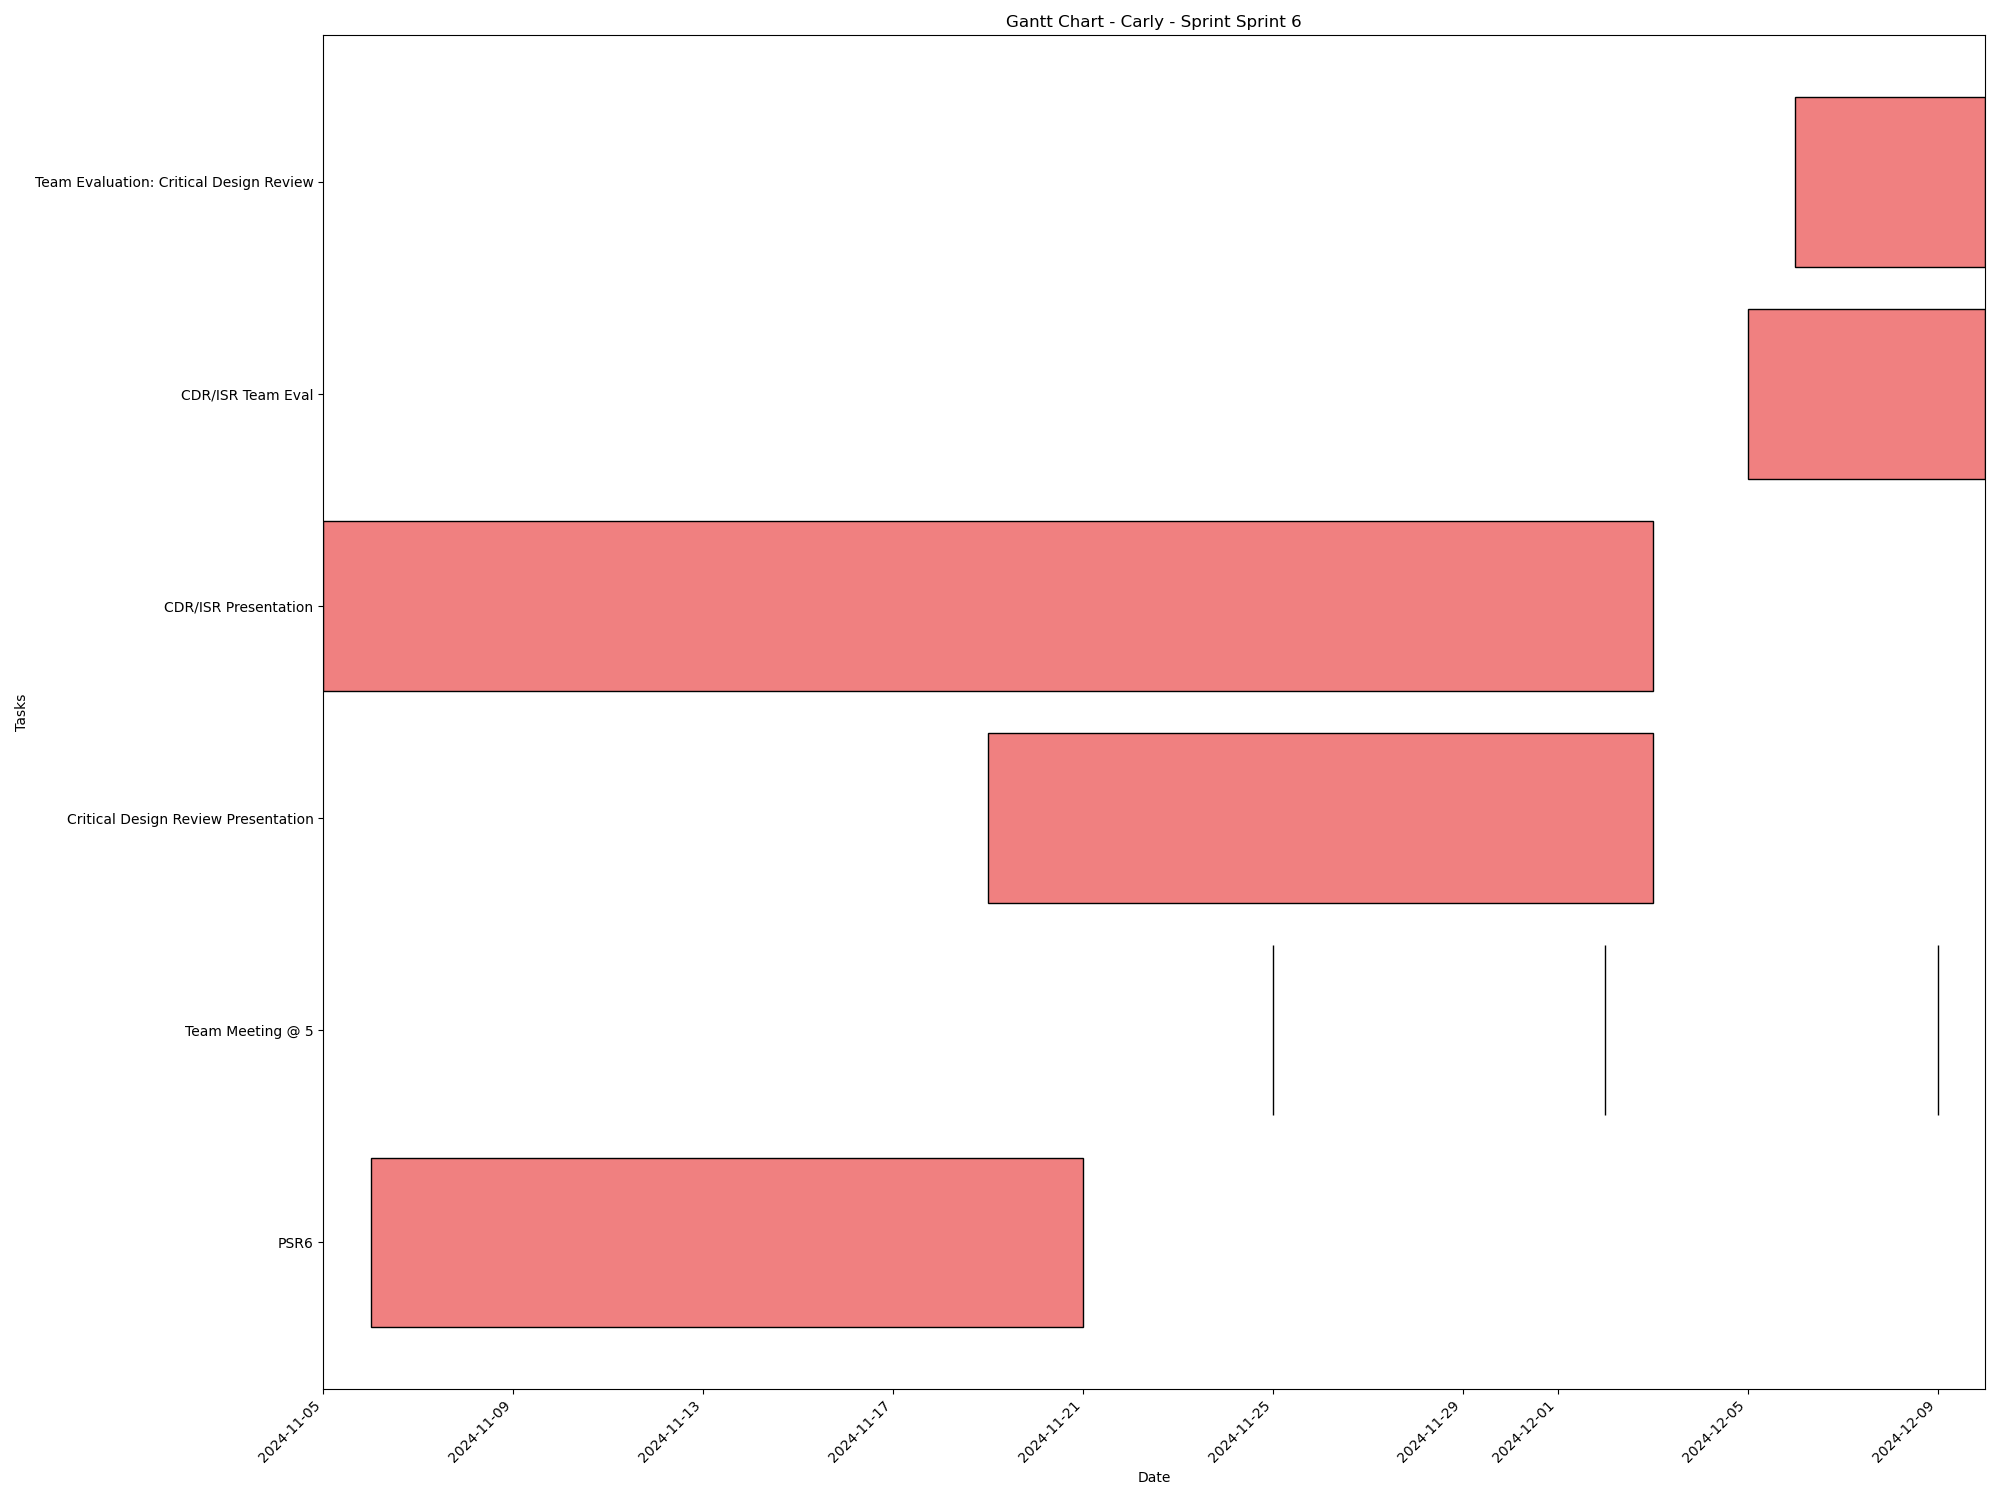 Gantt Chart - Carly - Sprint Sprint 6
Team Evaluation: Critical Design Review
CDR/ISR Team Eval
CDR/ISR Presentation
Critical Design Review Presentation
Team Meeting @ 5
PSR6
Tasks
2024-11-05
2024-11-09
2024-11-13
2024-11-17
2024-11-21
2024-11-25
2024-11-29
2024-12-01
2024-12-05
2024-12-09
Date